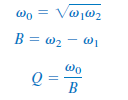 ω₀ = √ω₁ω₂
B = ω₂ − ω₁
Q = ω₀/B